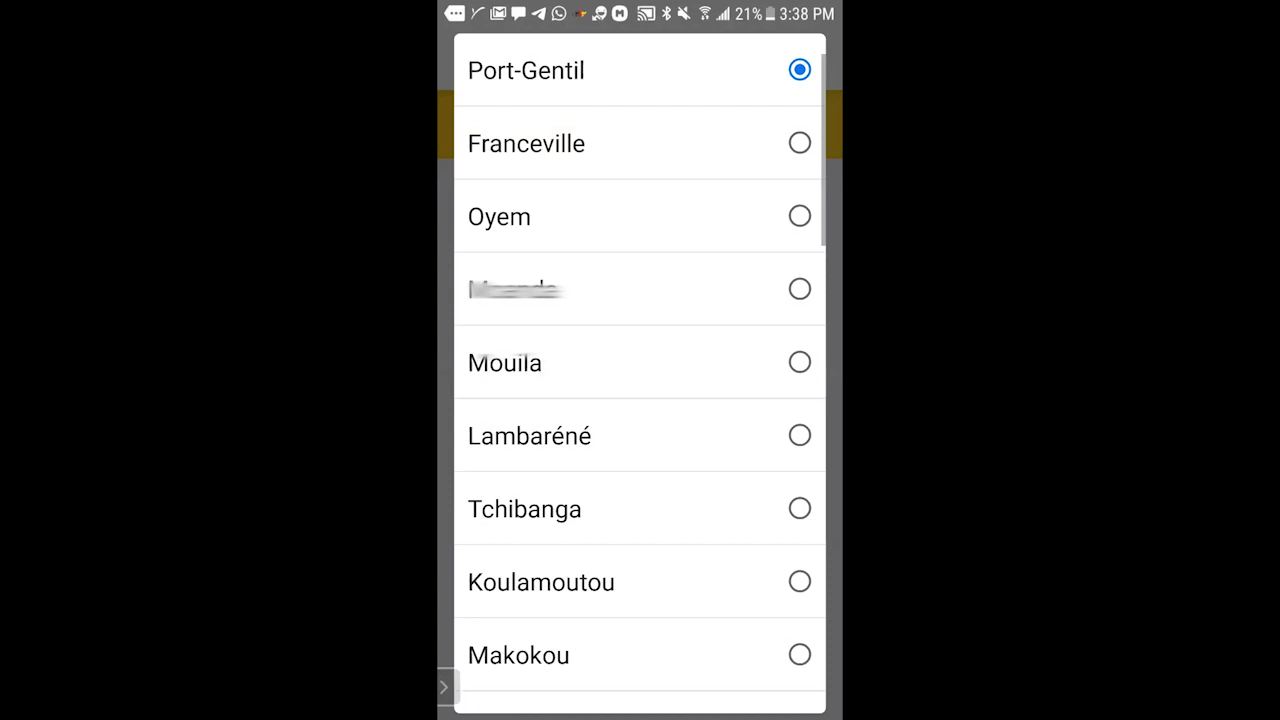 21% 3:38 PM
Port-Gentil
Franceville
Oyem
Mouila
Lambaréné
Tchibanga
Koulamoutou
Makokou